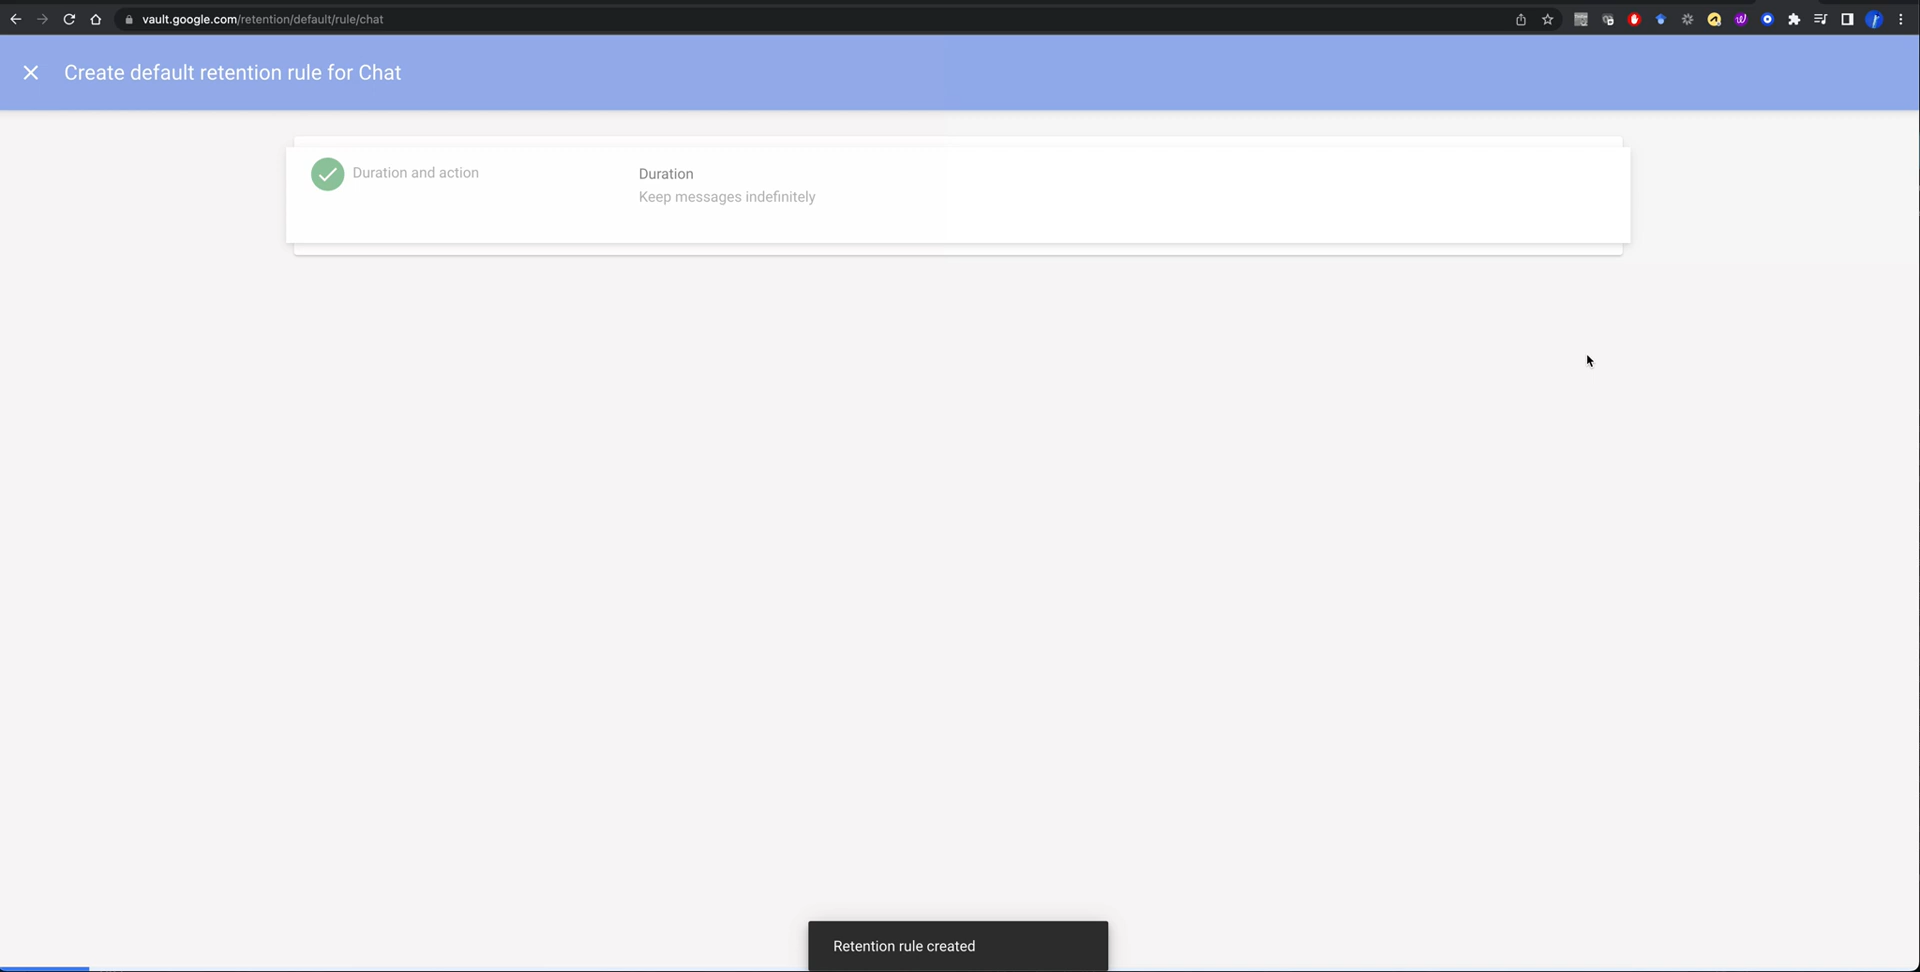 vault.google.com/retention/default/rule/chat
Create default retention rule for Chat
Duration and action
Duration
Keep messages indefinitely
Retention rule created